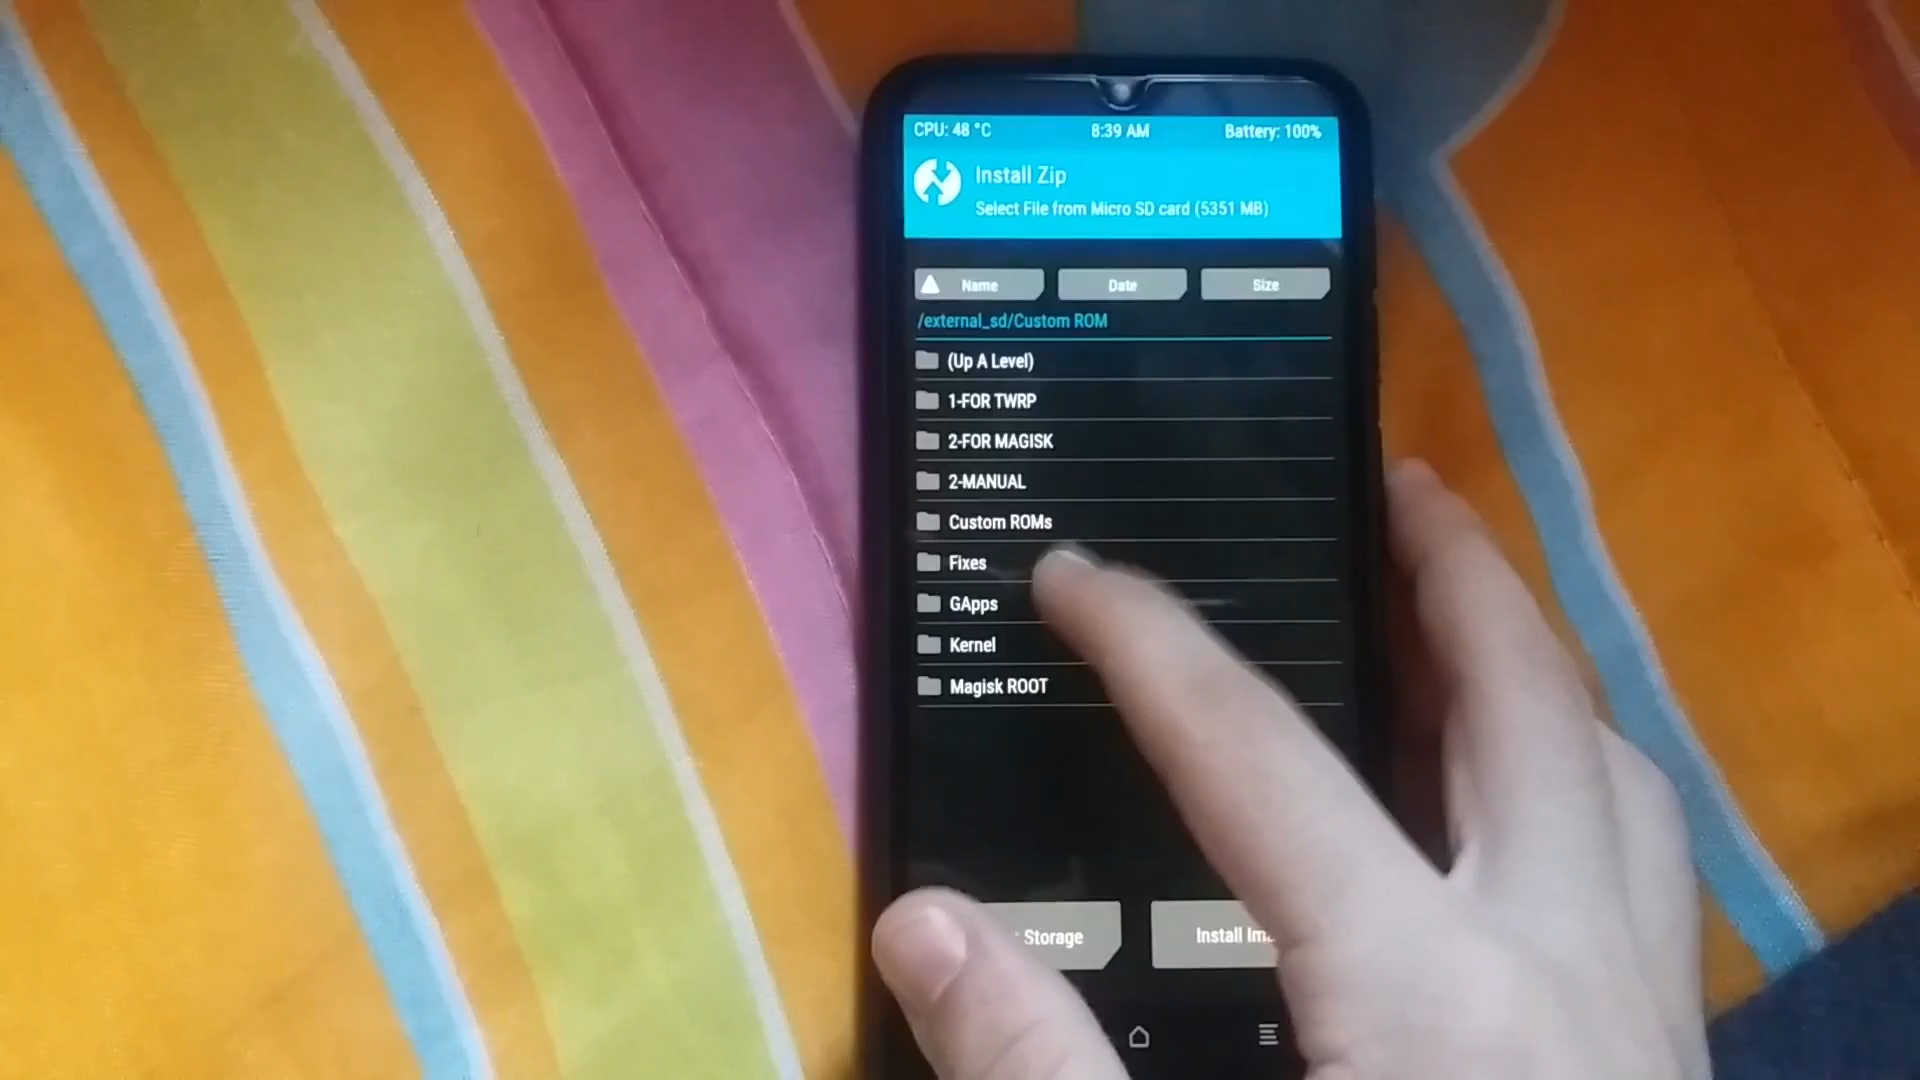 CPU: 48 °C 8:39 AM Battery: 100%
Install Zip
Select File from Micro SD card (5351 MB)
Name Date Size
/external_sd/Custom ROM
(Up A Level)
1-FOR TWRP
2-FOR MAGISK
2-MANUAL
Custom ROMs
Fixes
GApps
Kernel
Magisk ROOT
Storage Install